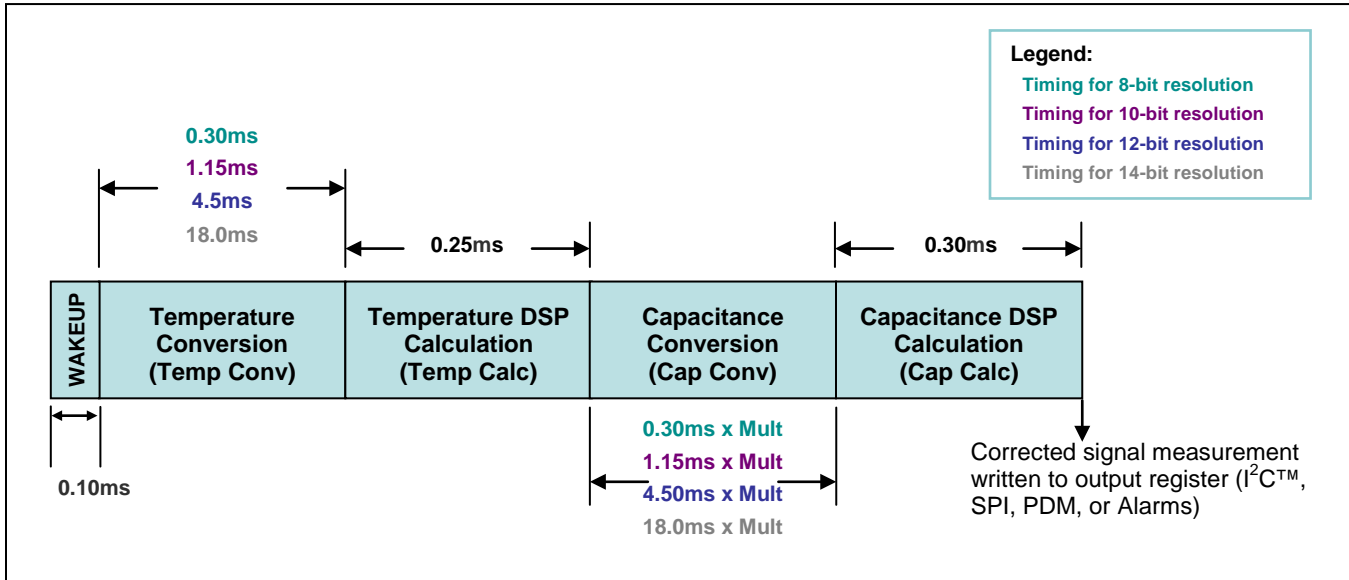 Legend:
Timing for 8-bit resolution
Timing for 10-bit resolution
Timing for 12-bit resolution
Timing for 14-bit resolution
0.30ms
1.15ms
4.5ms
18.0ms
0.25ms
0.30ms
WAKEUP
Temperature
Conversion
(Temp Conv)
Temperature DSP
Calculation
(Temp Calc)
Capacitance
Conversion
(Cap Conv)
Capacitance DSP
Calculation
(Cap Calc)
0.10ms
0.30ms x Mult
1.15ms x Mult
4.50ms x Mult
18.0ms x Mult
Corrected signal measurement
written to output register (I²C™,
SPI, PDM, or Alarms)